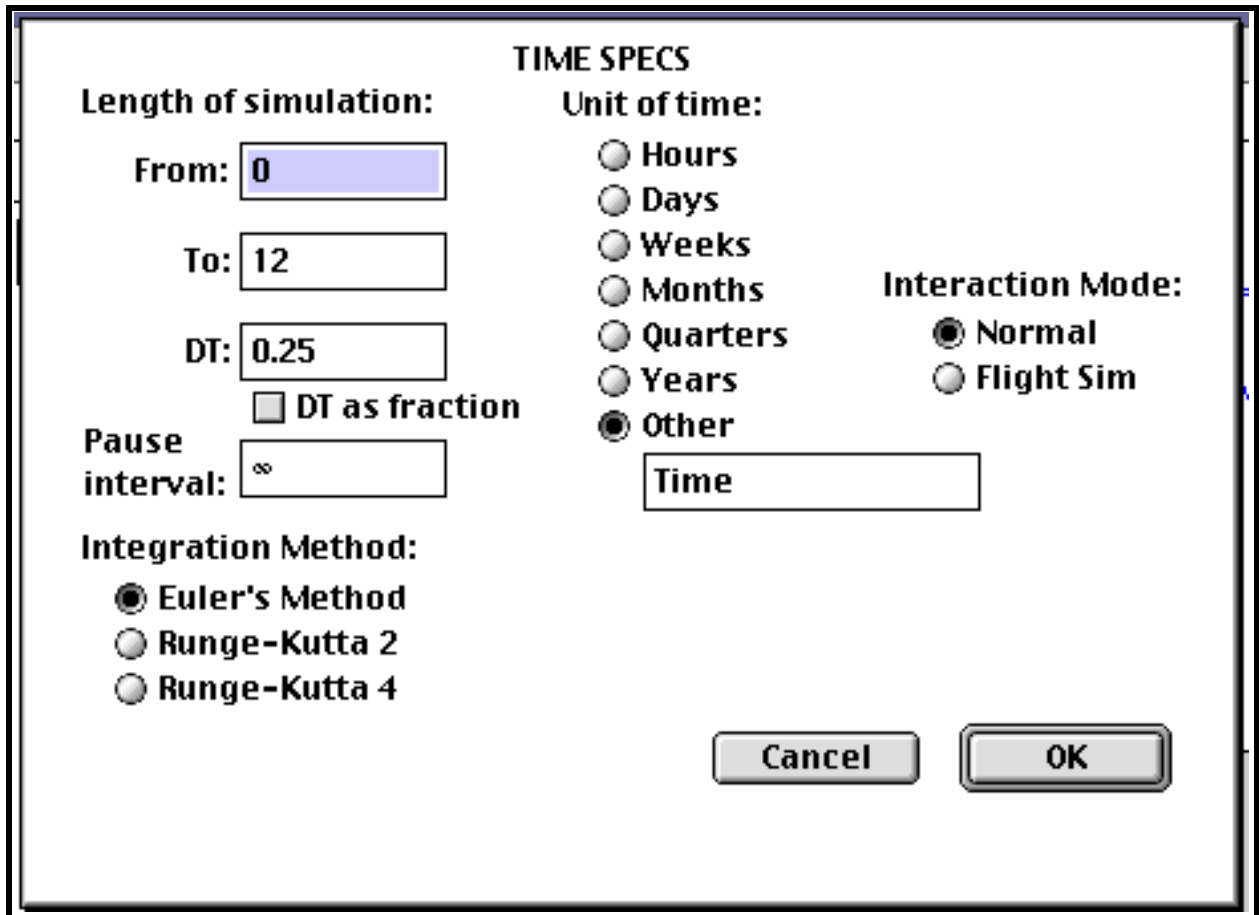 TIME SPECS
Length of simulation:
From: 0
To: 12
DT: 0.25
DT as fraction
Pause
interval: ∞
Integration Method:
Euler's Method
Runge-Kutta 2
Runge-Kutta 4
Unit of time:
Hours
Days
Weeks
Months
Quarters
Years
Other
Time
Interaction Mode:
Normal
Flight Sim
Cancel
OK